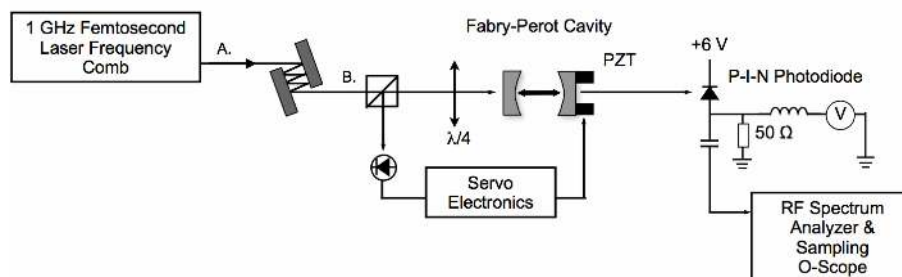 1 GHz Femtosecond
Laser Frequency
Comb
A.
B.
λ/4
Fabry-Perot Cavity
PZT
Servo
Electronics
+6 V
P-I-N Photodiode
V
50 Ω
RF Spectrum
Analyzer &
Sampling
O-Scope